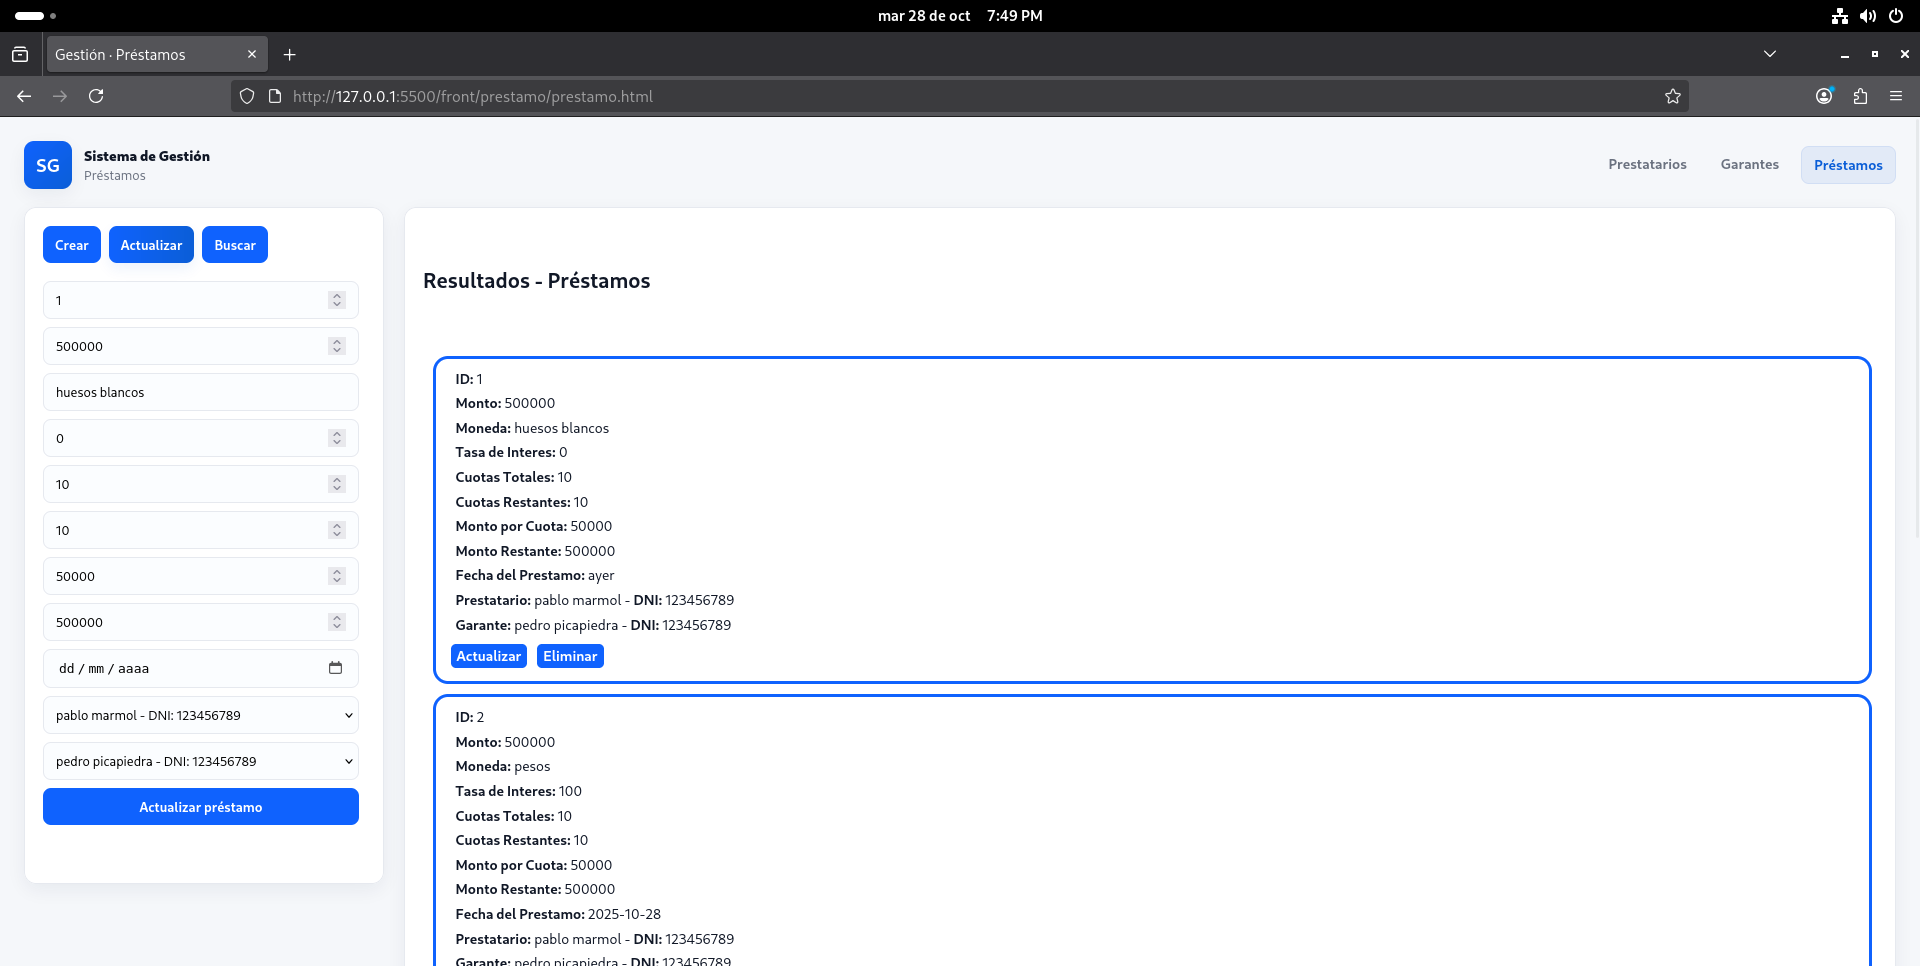 mar 28 de oct 7:49 PM
Gestión · Préstamos
http://127.0.0.1:5500/front/prestamo/prestamo.html
SG
Sistema de Gestión
Préstamos
Prestatarios
Garantes
Préstamos
Crear
Actualizar
Buscar
1
500000
huesos blancos
0
10
10
50000
500000
dd / mm / aaaa
pablo marmol - DNI: 123456789
pedro picapiedra - DNI: 123456789
Actualizar préstamo
Resultados - Préstamos
ID: 1
Monto: 500000
Moneda: huesos blancos
Tasa de Interes: 0
Cuotas Totales: 10
Cuotas Restantes: 10
Monto por Cuota: 50000
Monto Restante: 500000
Fecha del Prestamo: ayer
Prestatario: pablo marmol - DNI: 123456789
Garante: pedro picapiedra - DNI: 123456789
Actualizar
Eliminar
ID: 2
Monto: 500000
Moneda: pesos
Tasa de Interes: 100
Cuotas Totales: 10
Cuotas Restantes: 10
Monto por Cuota: 50000
Monto Restante: 500000
Fecha del Prestamo: 2025-10-28
Prestatario: pablo marmol - DNI: 123456789
Garante: pedro picapiedra - DNI: 123456789